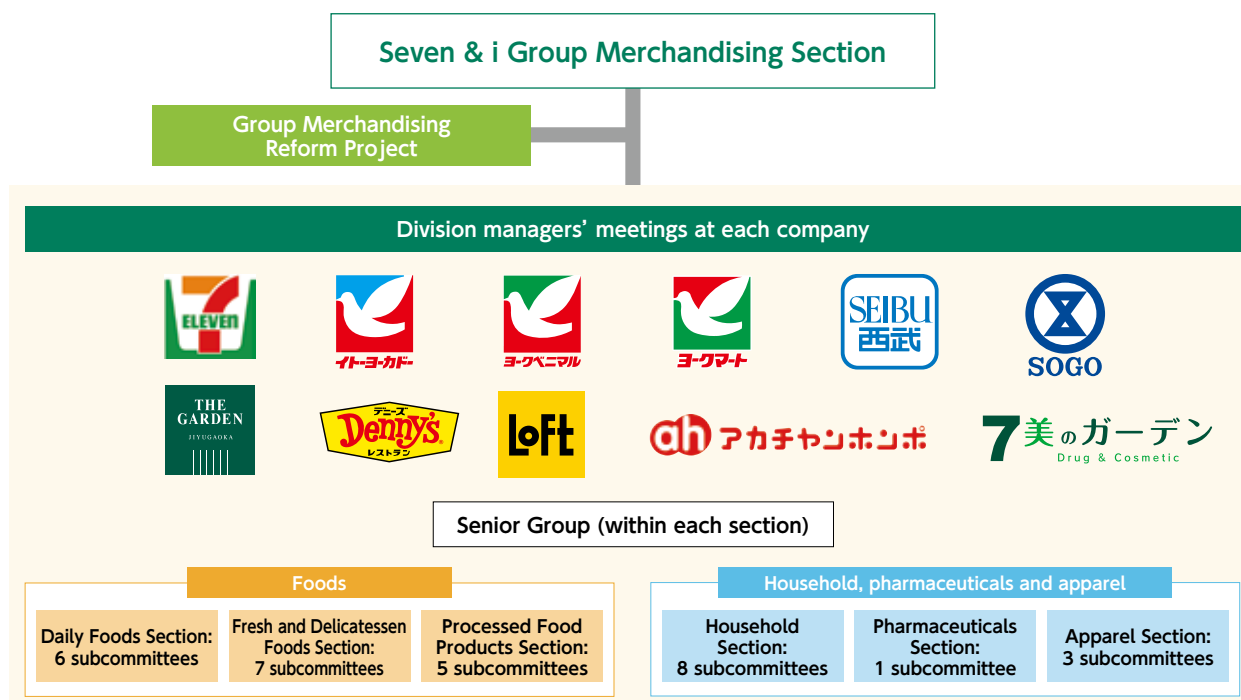 Seven & i Group Merchandising Section
Group Merchandising
Reform Project
Division managers’ meetings at each company
7
ELEVEN
イトーヨーカドー
ヨークベニマル
ヨークマート
SEIBU
西武
SOGO
THE
GARDEN
JIYUGAOKA
デニーズ
Denny's®
レストラン
LoFt
ah アカチャンホンポ
7 美のガーデン
Drug & Cosmetic
Senior Group (within each section)
Foods
Daily Foods Section:
6 subcommittees
Fresh and Delicatessen
Foods Section:
7 subcommittees
Processed Food
Products Section:
5 subcommittees
Household, pharmaceuticals and apparel
Household
Section:
8 subcommittees
Pharmaceuticals
Section:
1 subcommittee
Apparel Section:
3 subcommittees